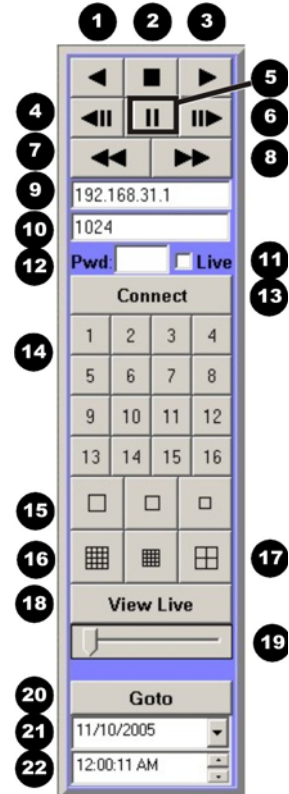 1 2 3
5
4 6
7 8
9 192.168.31.1
10 1024
12 Pwd: Live 11
Connect 13
14 1 2 3 4
5 6 7 8
9 10 11 12
13 14 15 16
15
16 17
18 View Live
19
20 Goto
21 11/10/2005
22 12:00:11 AM